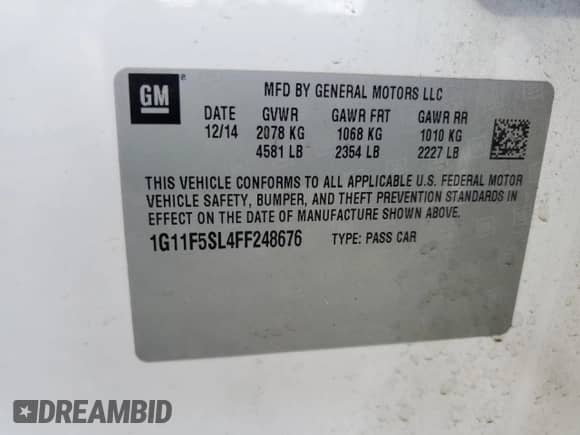 GM
MFD BY GENERAL MOTORS LLC
DATE GVWR GAWR FRT GAWR RR
12/14 2078 KG 1068 KG 1010 KG
4581 LB 2354 LB 2227 LB
THIS VEHICLE CONFORMS TO ALL APPLICABLE U.S. FEDERAL MOTOR
VEHICLE SAFETY, BUMPER, AND THEFT PREVENTION STANDARDS IN
EFFECT ON THE DATE OF MANUFACTURE SHOWN ABOVE.
1G11F5SL4FF248676 TYPE: PASS CAR
DREAMBID